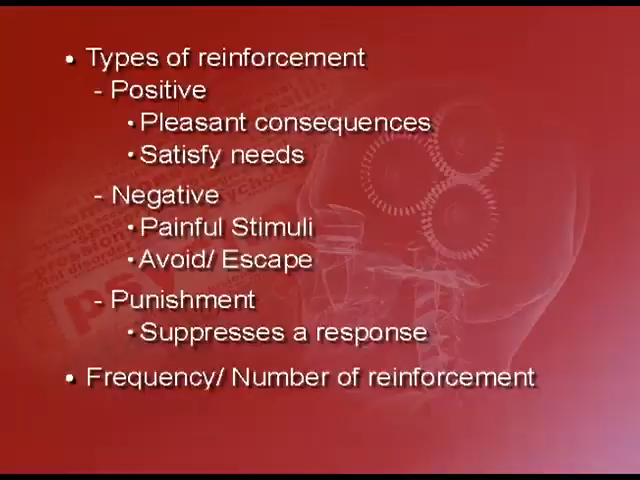 • Types of reinforcement
- Positive
• Pleasant consequences
• Satisfy needs
- Negative
• Painful Stimuli
• Avoid/ Escape
- Punishment
• Suppresses a response
• Frequency/ Number of reinforcement